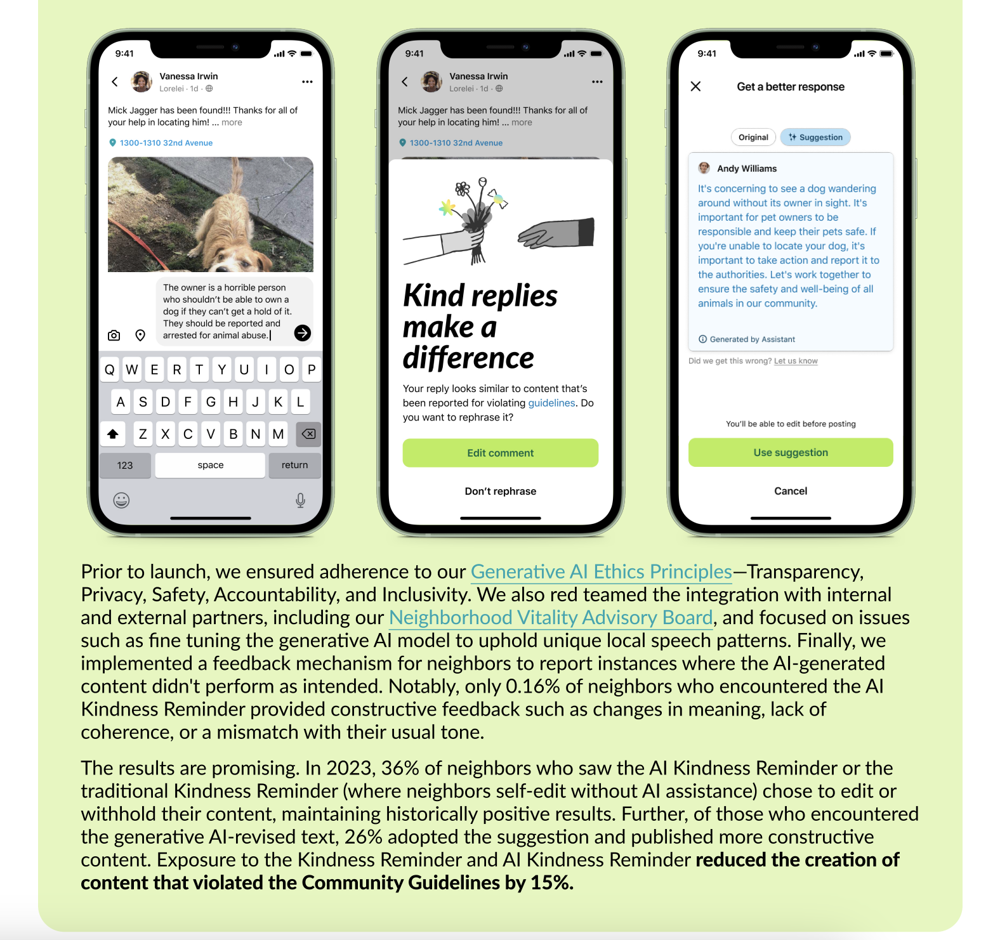 9:41
Vanessa Irwin
Lorelei · 1d ·
Mick Jagger has been found!!! Thanks for all of
your help in locating him! ... more
1300-1310 32nd Avenue
The owner is a horrible person
who shouldn't be able to own a
dog if they can't get a hold of it.
They should be reported and
arrested for animal abuse.
Q W E R T Y U I O P
A S D F G H J K L
Z X C V B N M
123 space return
9:41
Vanessa Irwin
Lorelei · 1d ·
Mick Jagger has been found!!! Thanks for all of
your help in locating him! ... more
1300-1310 32nd Avenue
Kind replies
make a
difference
Your reply looks similar to content that's
been reported for violating guidelines. Do
you want to rephrase it?
Edit comment
Don't rephrase
9:41
Get a better response
Original Suggestion
Andy Williams
It's concerning to see a dog wandering
around without its owner in sight. It's
important for pet owners to be
responsible and keep their pets safe. If
you're unable to locate your dog, it's
important to take action and report it to
the authorities. Let's work together to
ensure the safety and well-being of all
animals in our community.
Generated by Assistant
Did we get this wrong? Let us know
You'll be able to edit before posting
Use suggestion
Cancel
Prior to launch, we ensured adherence to our Generative AI Ethics Principles—Transparency,
Privacy, Safety, Accountability, and Inclusivity. We also red teamed the integration with internal
and external partners, including our Neighborhood Vitality Advisory Board, and focused on issues
such as fine tuning the generative AI model to uphold unique local speech patterns. Finally, we
implemented a feedback mechanism for neighbors to report instances where the AI-generated
content didn't perform as intended. Notably, only 0.16% of neighbors who encountered the AI
Kindness Reminder provided constructive feedback such as changes in meaning, lack of
coherence, or a mismatch with their usual tone.
The results are promising. In 2023, 36% of neighbors who saw the AI Kindness Reminder or the
traditional Kindness Reminder (where neighbors self-edit without AI assistance) chose to edit or
withhold their content, maintaining historically positive results. Further, of those who encountered
the generative AI-revised text, 26% adopted the suggestion and published more constructive
content. Exposure to the Kindness Reminder and AI Kindness Reminder reduced the creation of
content that violated the Community Guidelines by 15%.